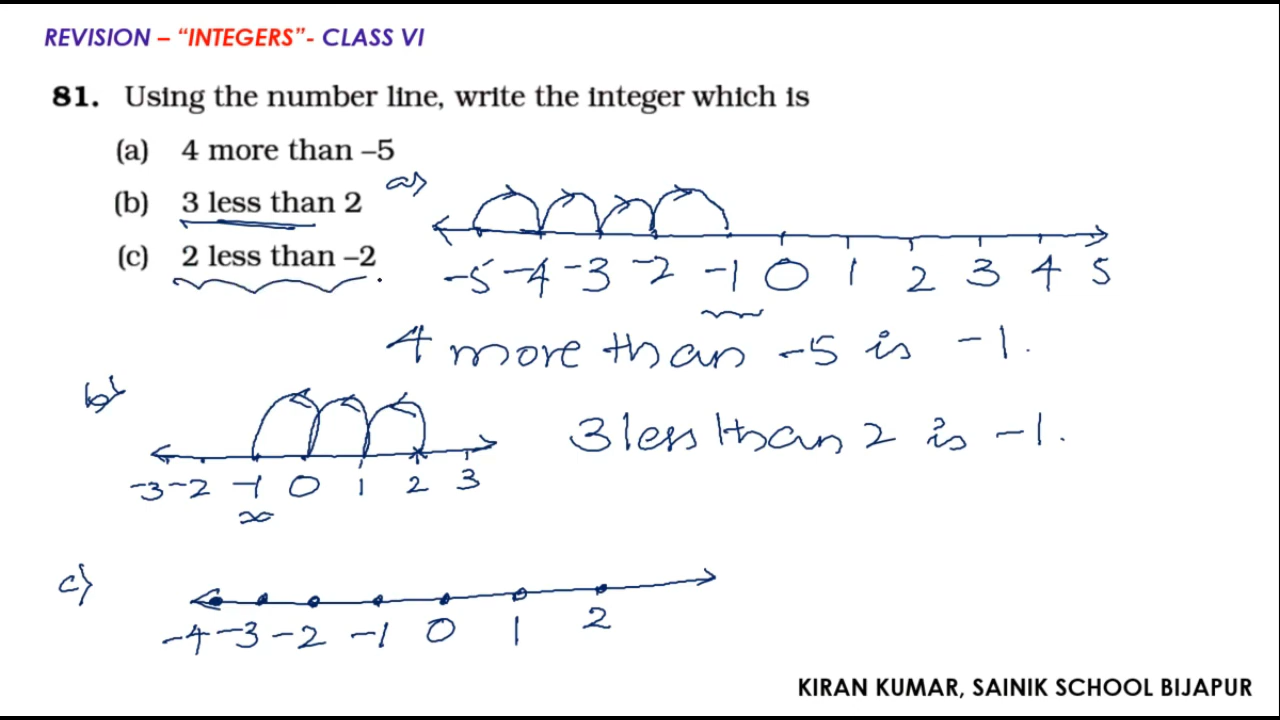 REVISION – “INTEGERS”- CLASS VI
81. Using the number line, write the integer which is
(a) 4 more than –5
(b) 3 less than 2
(c) 2 less than –2
a)
-5 -4 -3 -2 -1 0 1 2 3 4 5
4 more than -5 is -1.
b)
3 less than 2 is -1.
-3 -2 -1 0 1 2 3
c)
-4 -3 -2 -1 0 1 2
KIRAN KUMAR, SAINIK SCHOOL BIJAPUR